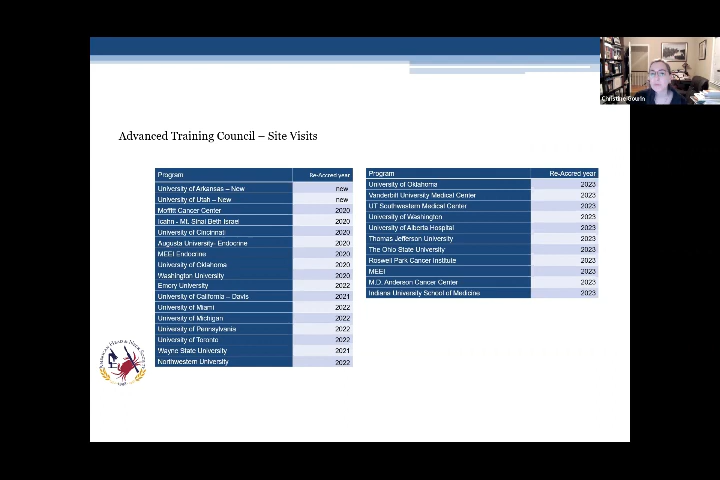 Christine Gourin
Advanced Training Council – Site Visits
Program Re-Accred year
University of Arkansas – New new
University of Utah – New new
Moffitt Cancer Center 2020
Icahn - Mt. Sinai Beth Israel 2020
University of Cincinnati 2020
Augusta University- Endocrine 2020
MEEI Endocrine 2020
University of Oklahoma 2020
Washington University 2020
Emory University 2022
University of California – Davis 2021
University of Miami 2022
University of Michigan 2022
University of Pennsylvania 2022
University of Toronto 2022
Wayne State University 2021
Northwestern University 2022
Program Re-Accred year
University of Oklahoma 2023
Vanderbilt University Medical Center 2023
UT Southwestern Medical Center 2023
University of Washington 2023
University of Alberta Hospital 2023
Thomas Jefferson University 2023
The Ohio State University 2023
Roswell Park Cancer Institute 2023
MEEI 2023
M.D. Anderson Cancer Center 2023
Indiana University School of Medicine 2023